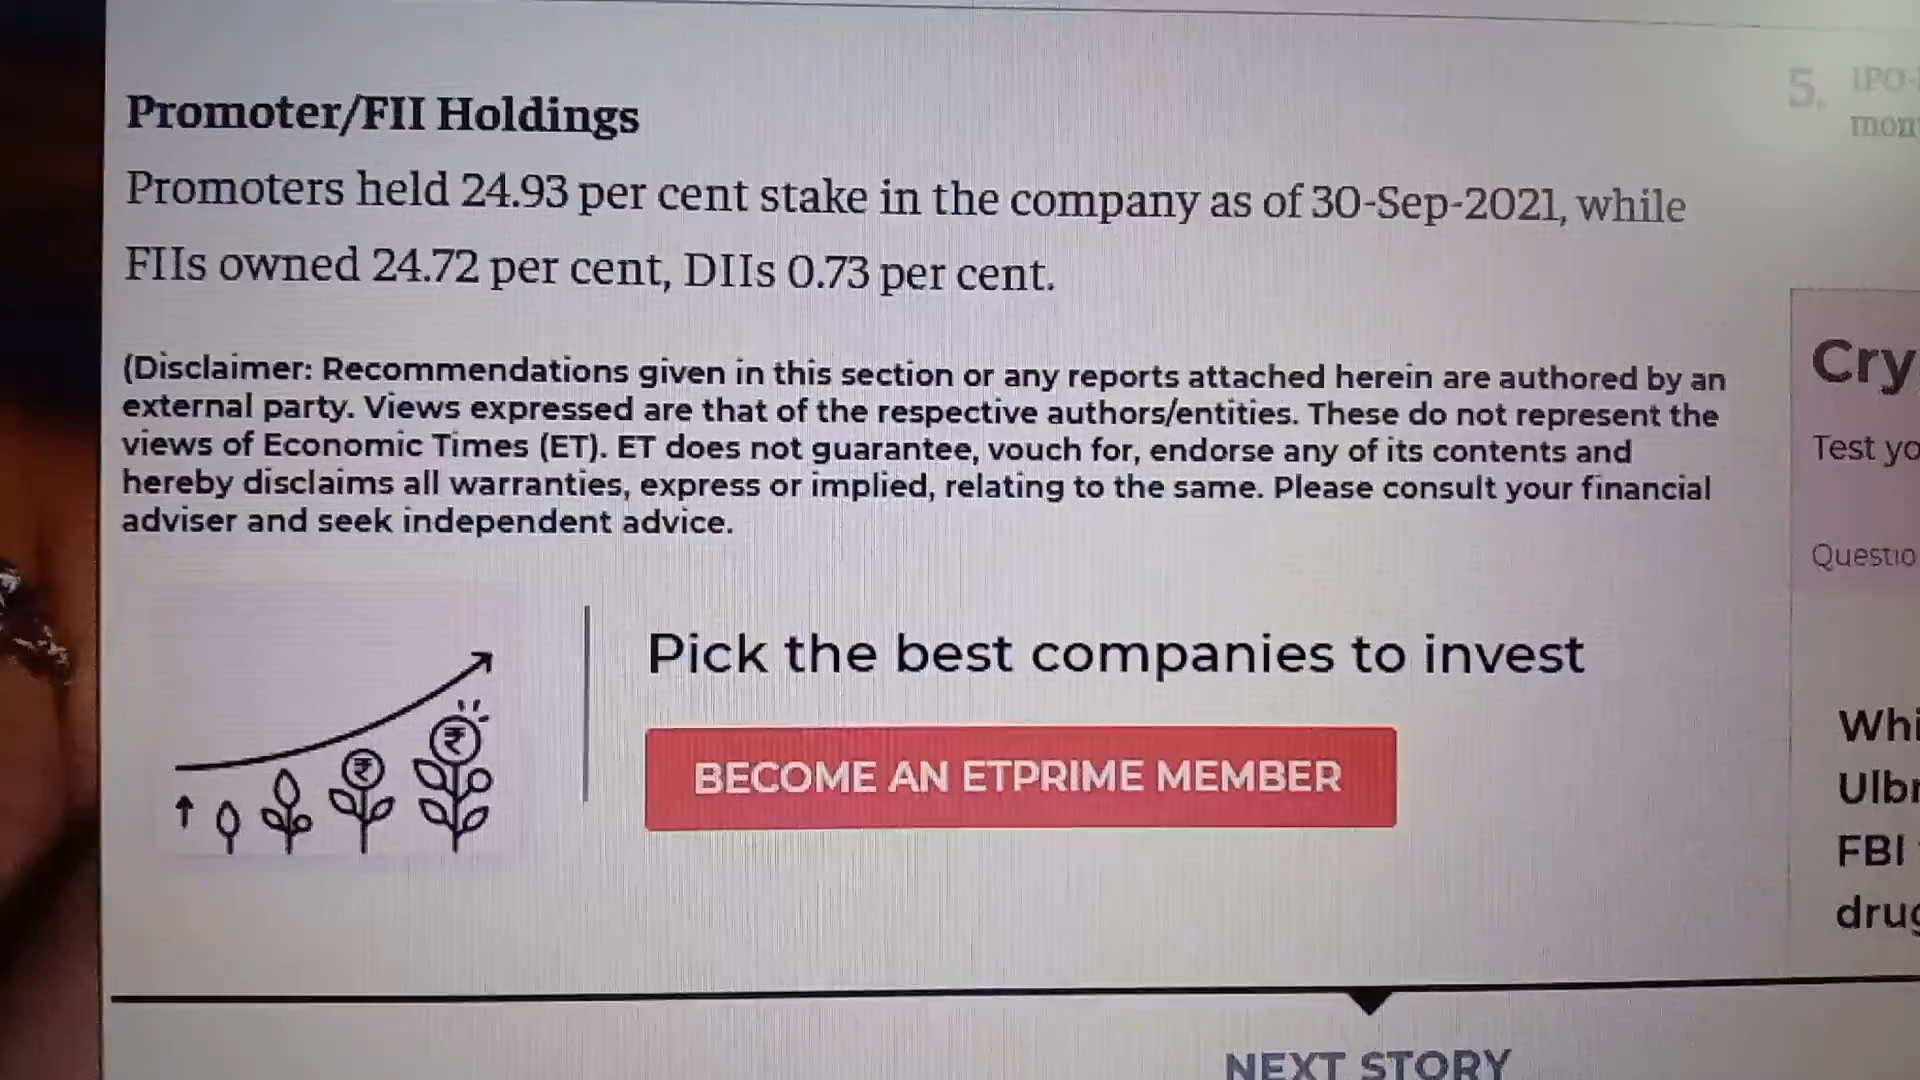 Promoter/FII Holdings
Promoters held 24.93 per cent stake in the company as of 30-Sep-2021, while
FIIs owned 24.72 per cent, DIIs 0.73 per cent.
(Disclaimer: Recommendations given in this section or any reports attached herein are authored by an
external party. Views expressed are that of the respective authors/entities. These do not represent the
views of Economic Times (ET). ET does not guarantee, vouch for, endorse any of its contents and
hereby disclaims all warranties, express or implied, relating to the same. Please consult your financial
adviser and seek independent advice.
₹ ₹
Pick the best companies to invest
BECOME AN ETPRIME MEMBER
NEXT STORY
5. IPO-
Test
FBI